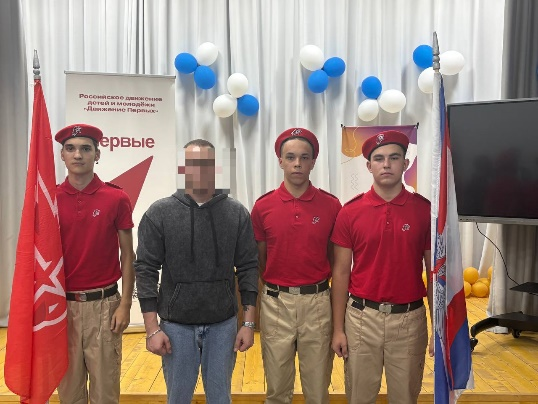 Российское движение
детей и молодёжи
«Движение Первых»
Первые